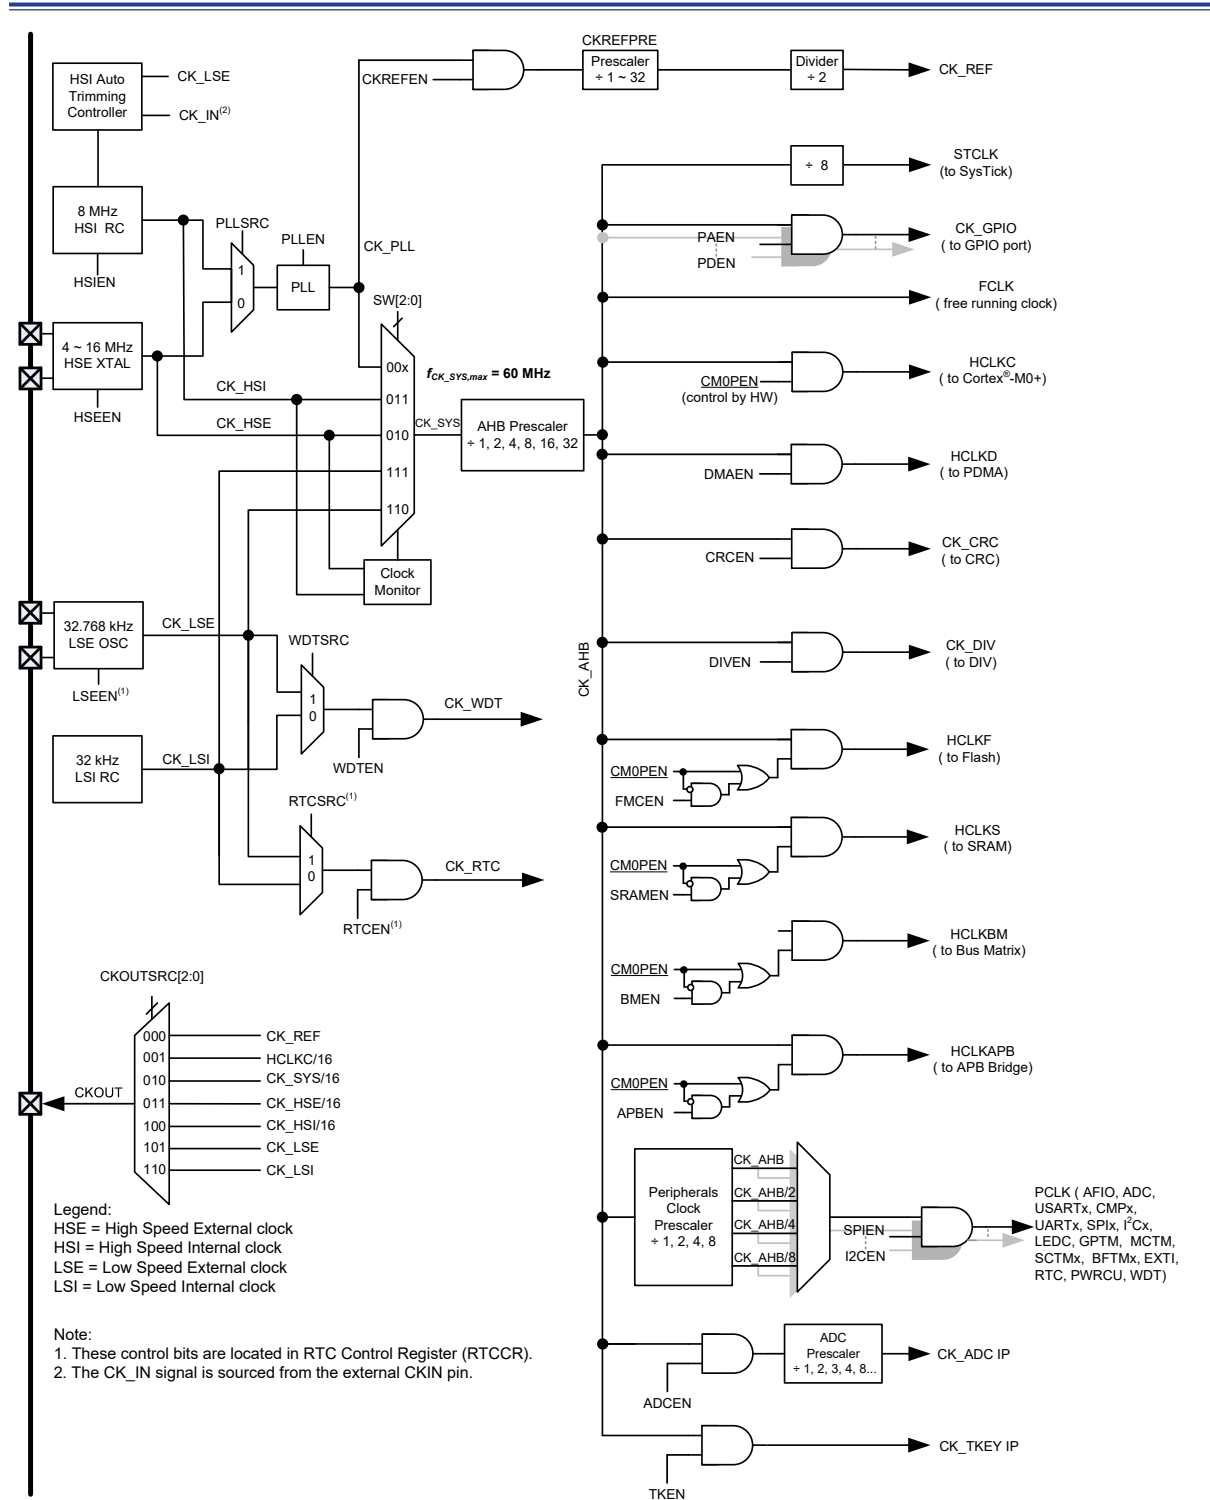 CKREFPRE
Prescaler
÷ 1 ~ 32
Divider
÷ 2
CK_REF
CKREFEN
HSI Auto
Trimming
Controller
CK_LSE
CK_IN(2)
÷ 8
STCLK
(to SysTick)
8 MHz
HSI RC
HSIEN
PLLSRC
1
0
PLLEN
PLL
CK_PLL
PAEN
PDEN
CK_GPIO
( to GPIO port)
FCLK
( free running clock)
4 ~ 16 MHz
HSE XTAL
HSEEN
SW[2:0]
00x
011
010
111
110
CK_HSI
CK_HSE
fCK_SYS,max = 60 MHz
CK_SYS
AHB Prescaler
÷ 1, 2, 4, 8, 16, 32
CM0PEN
(control by HW)
HCLKC
( to Cortex®-M0+)
DMAEN
HCLKD
( to PDMA)
CRCEN
CK_CRC
( to CRC)
Clock
Monitor
32.768 kHz
LSE OSC
CK_LSE
LSEEN(1)
WDTSRC
1
0
CK_WDT
WDTEN
CK_AHB
DIVEN
CK_DIV
( to DIV)
32 kHz
LSI RC
CK_LSI
CM0PEN
FMCEN
HCLKF
( to Flash)
RTCSRC(1)
1
0
CK_RTC
RTCEN(1)
CM0PEN
SRAMEN
HCLKS
( to SRAM)
CM0PEN
BMEN
HCLKBM
( to Bus Matrix)
CKOUTSRC[2:0]
000 CK_REF
001 HCLKC/16
010 CK_SYS/16
CKOUT 011 CK_HSE/16
100 CK_HSI/16
101 CK_LSE
110 CK_LSI
CM0PEN
APBEN
HCLKAPB
( to APB Bridge)
Legend:
HSE = High Speed External clock
HSI = High Speed Internal clock
LSE = Low Speed External clock
LSI = Low Speed Internal clock
Peripherals
Clock
Prescaler
÷ 1, 2, 4, 8
CK_AHB
CK_AHB/2
CK_AHB/4
CK_AHB/8
SPIEN
I2CEN
PCLK ( AFIO, ADC,
USARTx, CMPx,
UARTx, SPIx, I2Cx,
LEDC, GPTM, MCTM,
SCTMx, BFTMx, EXTI,
RTC, PWRCU, WDT)
Note:
1. These control bits are located in RTC Control Register (RTCCR).
2. The CK_IN signal is sourced from the external CKIN pin.
ADC
Prescaler
÷ 1, 2, 3, 4, 8...
CK_ADC IP
ADCEN
CK_TKEY IP
TKEN